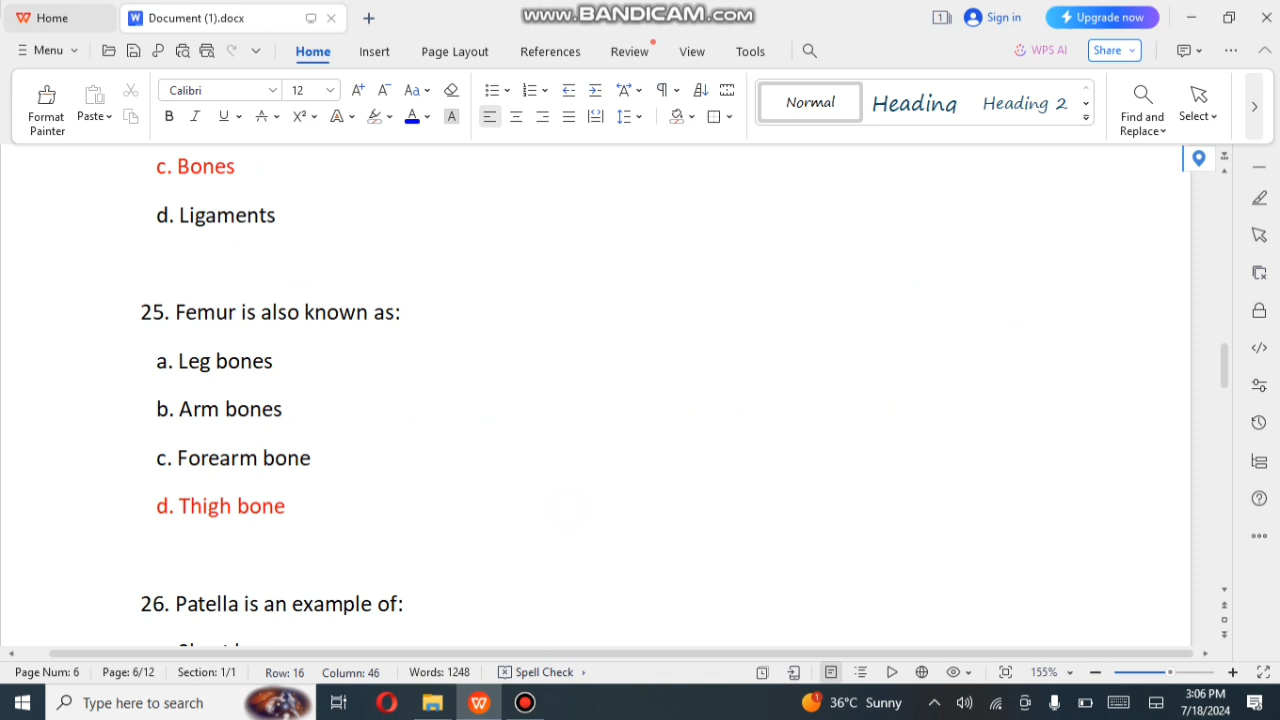 Home
Document (1).docx
www.BANDICAM.com
Sign in
Upgrade now
Menu
Home
Insert
Page Layout
References
Review
View
Tools
WPS AI
Share
Format Painter
Paste
Calibri
12
Normal
Heading
Heading 2
Find and Replace
Select
c. Bones
d. Ligaments
25. Femur is also known as:
a. Leg bones
b. Arm bones
c. Forearm bone
d. Thigh bone
26. Patella is an example of:
Page Num: 6
Page: 6/12
Section: 1/1
Row: 16
Column: 46
Words: 1248
Spell Check
155%
Type here to search
36°C Sunny
3:06 PM
7/18/2024